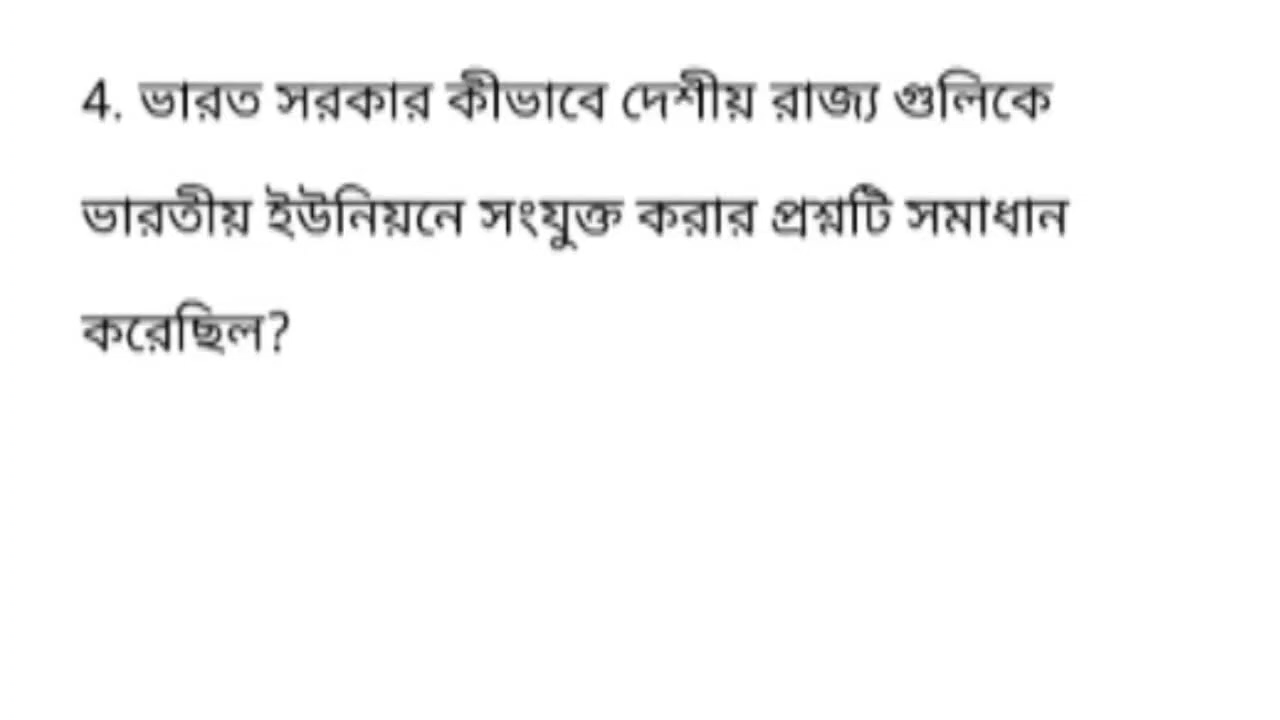 4. ভারত সরকার কীভাবে দেশীয় রাজ্য গুলিকে
ভারতীয় ইউনিয়নে সংযুক্ত করার প্রশ্নটি সমাধান
করেছিল?